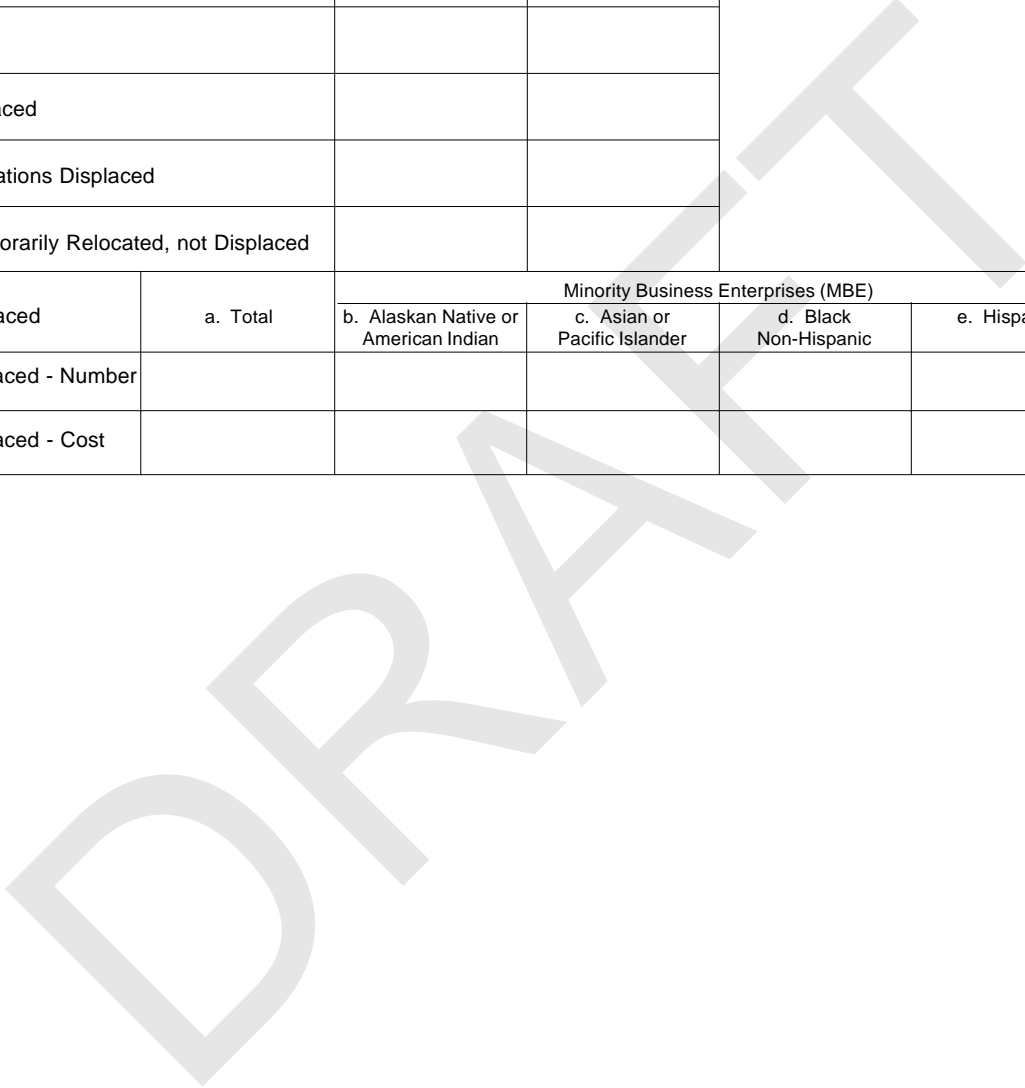 aced
ations Displaced
orarily Relocated, not Displaced
Minority Business Enterprises (MBE)
aced
a. Total
b. Alaskan Native or
American Indian
c. Asian or
Pacific Islander
d. Black
Non-Hispanic
e. Hispa
aced - Number
aced - Cost
DRAFT